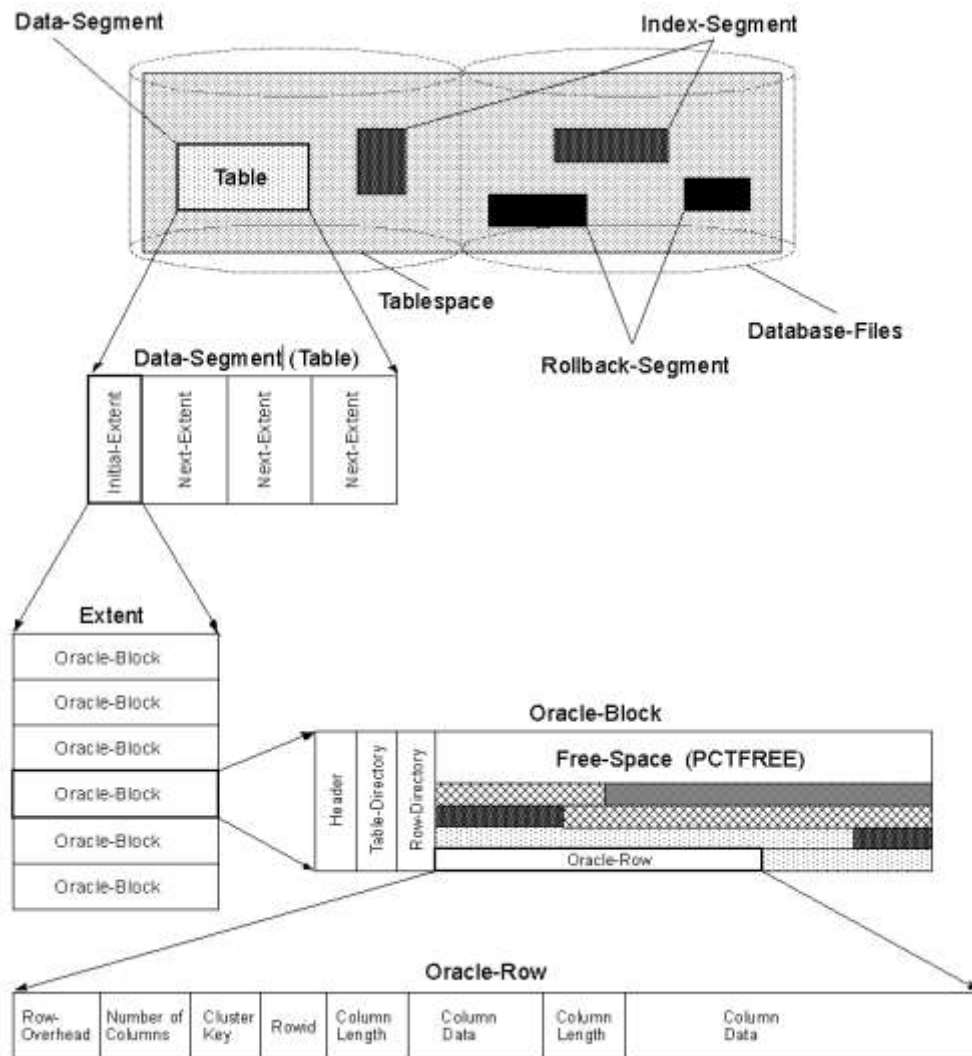 Data-Segment
Index-Segment
Table
Tablespace
Database-Files
Rollback-Segment
Data-Segment (Table)
Initial-Extent
Next-Extent
Next-Extent
Next-Extent
Extent
Oracle-Block
Oracle-Block
Oracle-Block
Oracle-Block
Oracle-Block
Oracle-Block
Oracle-Block
Header
Table-Directory
Row-Directory
Free-Space (PCTFREE)
Oracle-Row
Oracle-Row
Row-
Overhead
Number of
Columns
Cluster
Key
Rowid
Column
Length
Column
Data
Column
Length
Column
Data